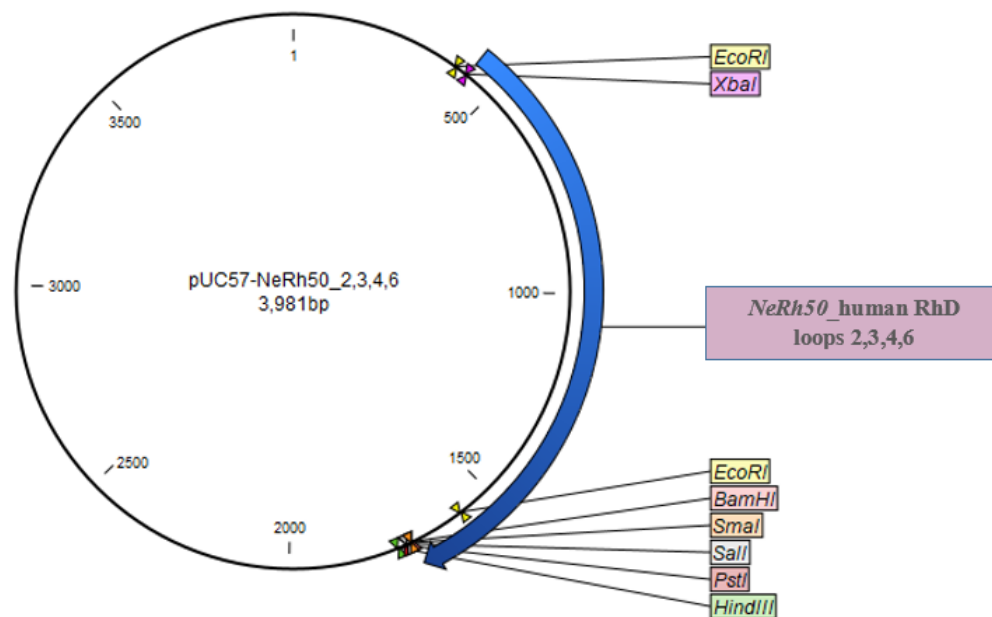 1
EcoRI
XbaI
3500
500
pUC57-NeRh50_2,3,4,6
3,981bp
3000
1000
NeRh50_human RhD
loops 2,3,4,6
2500
1500
2000
EcoRI
BamHI
SmaI
SalI
PstI
HindIII